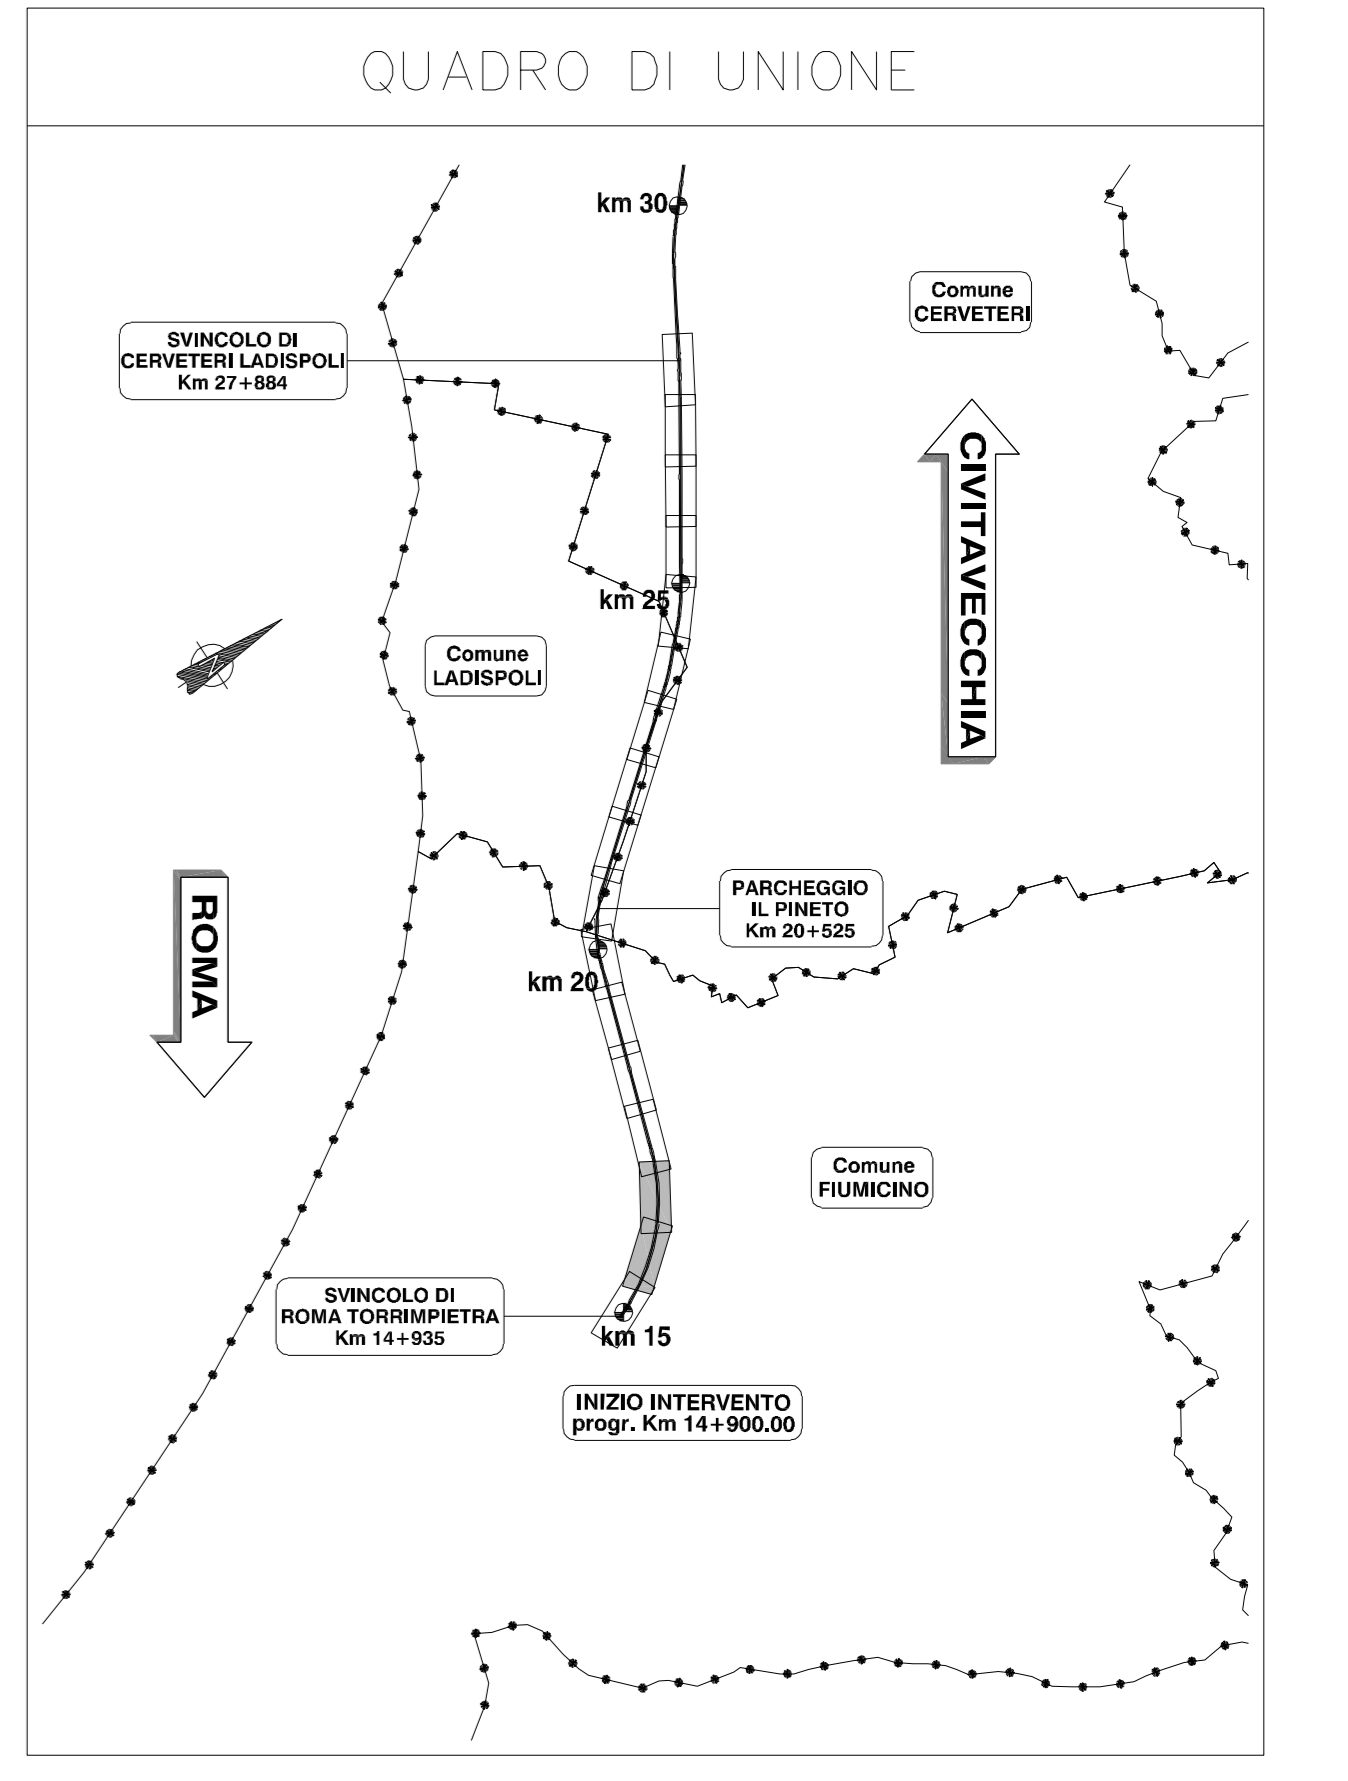 QUADRO DI UNIONE
km 30
Comune
CERVETERI
SVINCOLO DI
CERVETERI LADISPOLI
Km 27+884
CIVITAVECCHIA
km 25
Comune
LADISPOLI
Z
ROMA
PARCHEGGIO
IL PINETO
Km 20+525
km 20
Comune
FIUMICINO
SVINCOLO DI
ROMA TORRIMPIETRA
Km 14+935
km 15
INIZIO INTERVENTO
progr. Km 14+900.00